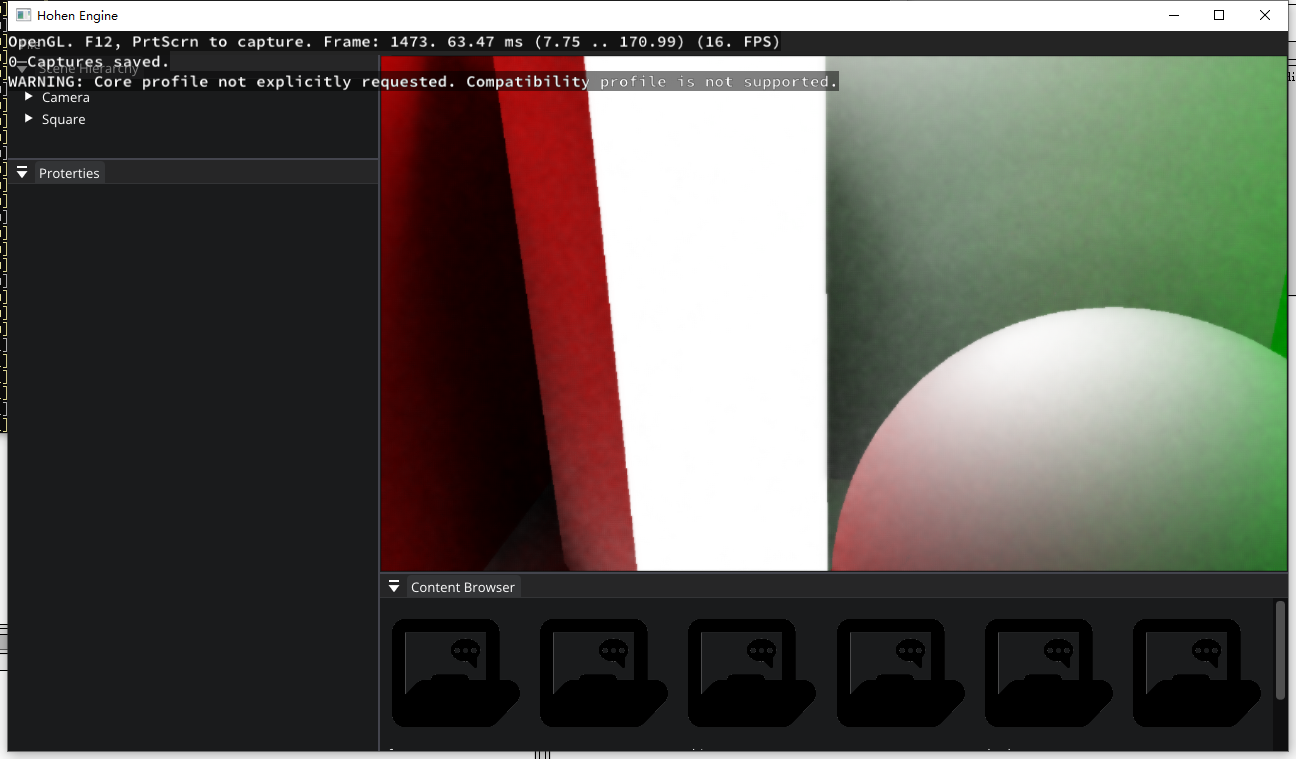 Hohen Engine
OpenGL. F12, PrtScrn to capture. Frame: 1473. 63.47 ms (7.75 .. 170.99) (16. FPS)
File
0 Captures saved.
Scene Hierarchy
WARNING: Core profile not explicitly requested. Compatibility profile is not supported.
Camera
Square
Proterties
Content Browser